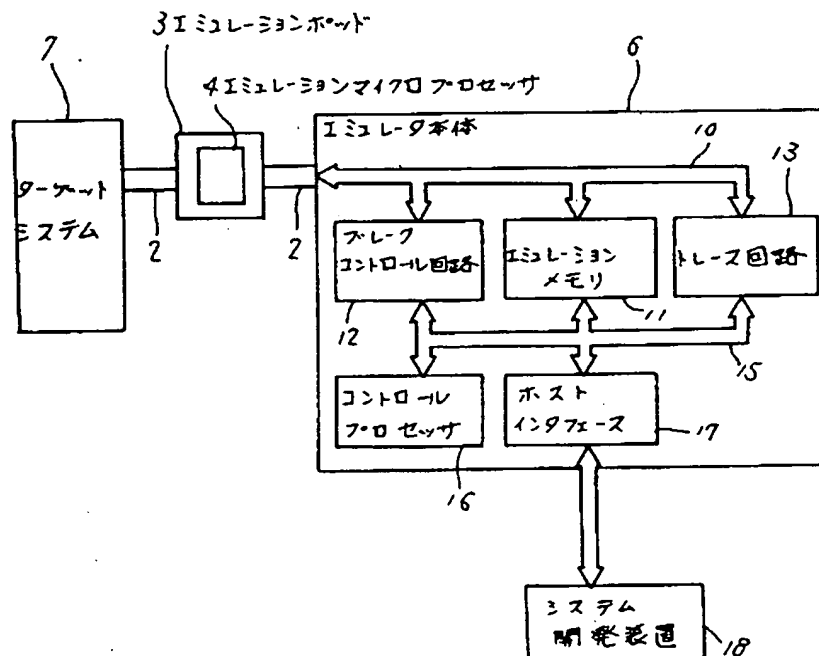 7
3エミュレーションポッド
4エミュレーションマイクロプロセッサ
6
エミュレータ本体
10
13
ターゲット
システム
2
2
ブレーク
コントロール回路
エミュレーション
メモリ
トレース回路
12
11
15
コントロール
プロセッサ
ホスト
インタフェース
17
16
システム
開発装置
18